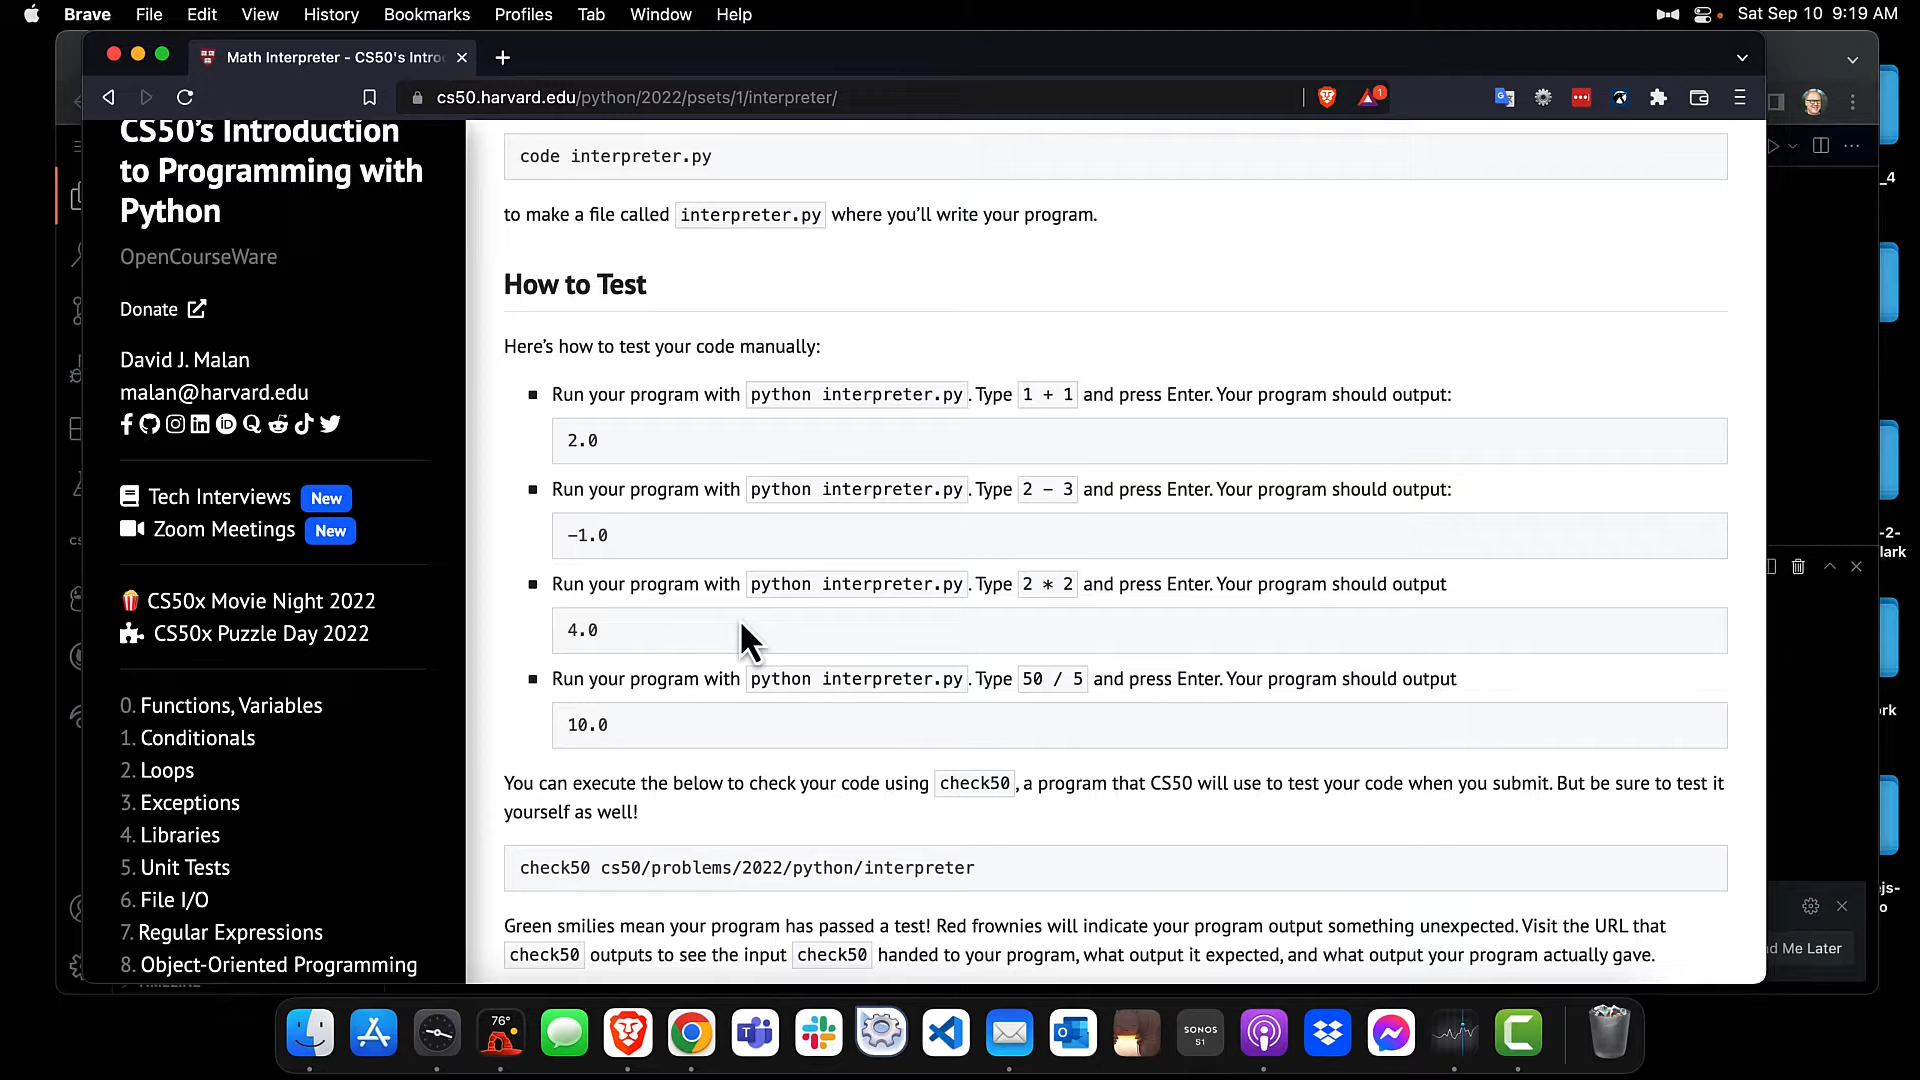 Brave File Edit View History Bookmarks Profiles Tab Window Help Sat Sep 10 9:19 AM
Math Interpreter - CS50's Intro
cs50.harvard.edu/python/2022/psets/1/interpreter/ 1
CS50's Introduction
to Programming with
Python
OpenCourseWare
Donate
David J. Malan
malan@harvard.edu
Tech Interviews New
Zoom Meetings New
CS50x Movie Night 2022
CS50x Puzzle Day 2022
0. Functions, Variables
1. Conditionals
2. Loops
3. Exceptions
4. Libraries
5. Unit Tests
6. File I/O
7. Regular Expressions
8. Object-Oriented Programming
code interpreter.py
to make a file called interpreter.py where you'll write your program.
How to Test
Here's how to test your code manually:
Run your program with python interpreter.py. Type 1 + 1 and press Enter. Your program should output:
2.0
Run your program with python interpreter.py. Type 2 - 3 and press Enter. Your program should output:
-1.0
Run your program with python interpreter.py. Type 2 * 2 and press Enter. Your program should output
4.0
Run your program with python interpreter.py. Type 50 / 5 and press Enter. Your program should output
10.0
You can execute the below to check your code using check50, a program that CS50 will use to test your code when you submit. But be sure to test it
yourself as well!
check50 cs50/problems/2022/python/interpreter
Green smilies mean your program has passed a test! Red frownies will indicate your program output something unexpected. Visit the URL that
check50 outputs to see the input check50 handed to your program, what output it expected, and what output your program actually gave.
_4
-2-
lark
rk
ejs-
o
d Me Later
76°
SONOS
S1